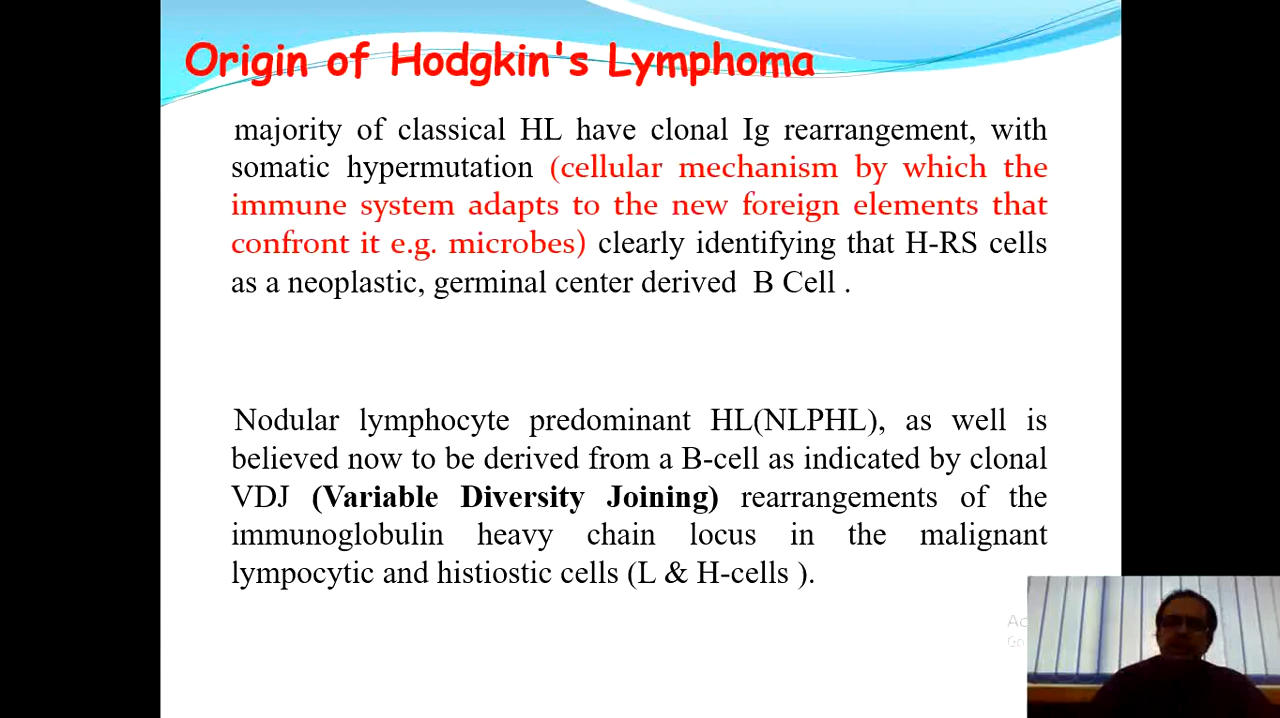 Origin of Hodgkin's Lymphoma
majority of classical HL have clonal Ig rearrangement, with
somatic hypermutation (cellular mechanism by which the
immune system adapts to the new foreign elements that
confront it e.g. microbes) clearly identifying that H-RS cells
as a neoplastic, germinal center derived B Cell .
Nodular lymphocyte predominant HL(NLPHL), as well is
believed now to be derived from a B-cell as indicated by clonal
VDJ (Variable Diversity Joining) rearrangements of the
immunoglobulin heavy chain locus in the malignant
lympocytic and histiostic cells (L & H-cells ).